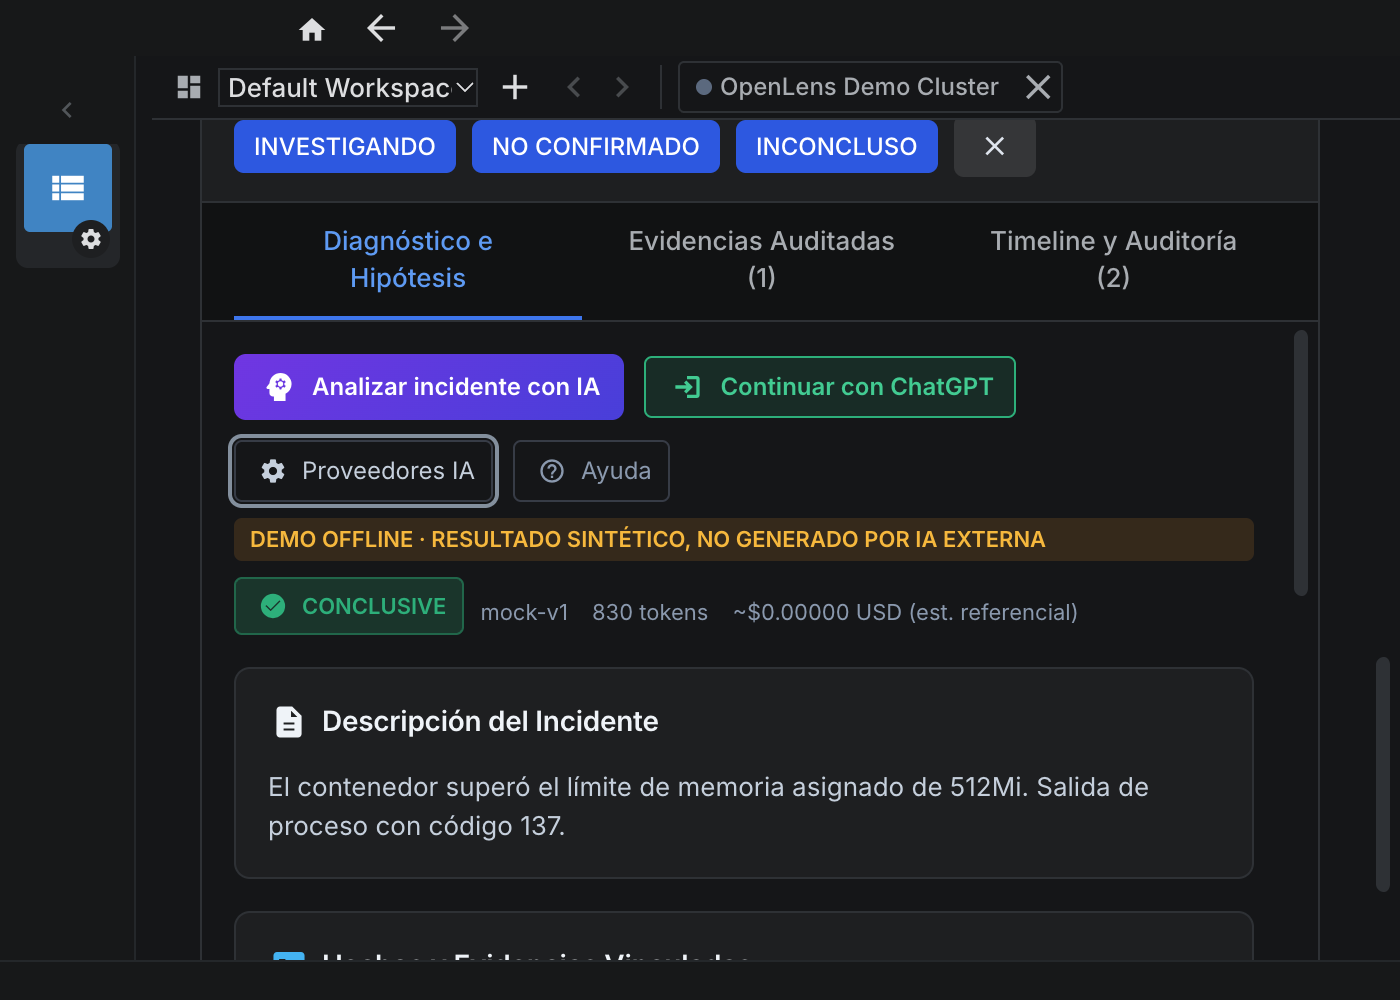 Default Workspac
OpenLens Demo Cluster
INVESTIGANDO
NO CONFIRMADO
INCONCLUSO
Diagnóstico e
Hipótesis
Evidencias Auditadas
(1)
Timeline y Auditoría
(2)
Analizar incidente con IA
Continuar con ChatGPT
Proveedores IA
Ayuda
DEMO OFFLINE · RESULTADO SINTÉTICO, NO GENERADO POR IA EXTERNA
CONCLUSIVE
mock-v1 830 tokens ~$0.00000 USD (est. referencial)
Descripción del Incidente
El contenedor superó el límite de memoria asignado de 512Mi. Salida de
proceso con código 137.